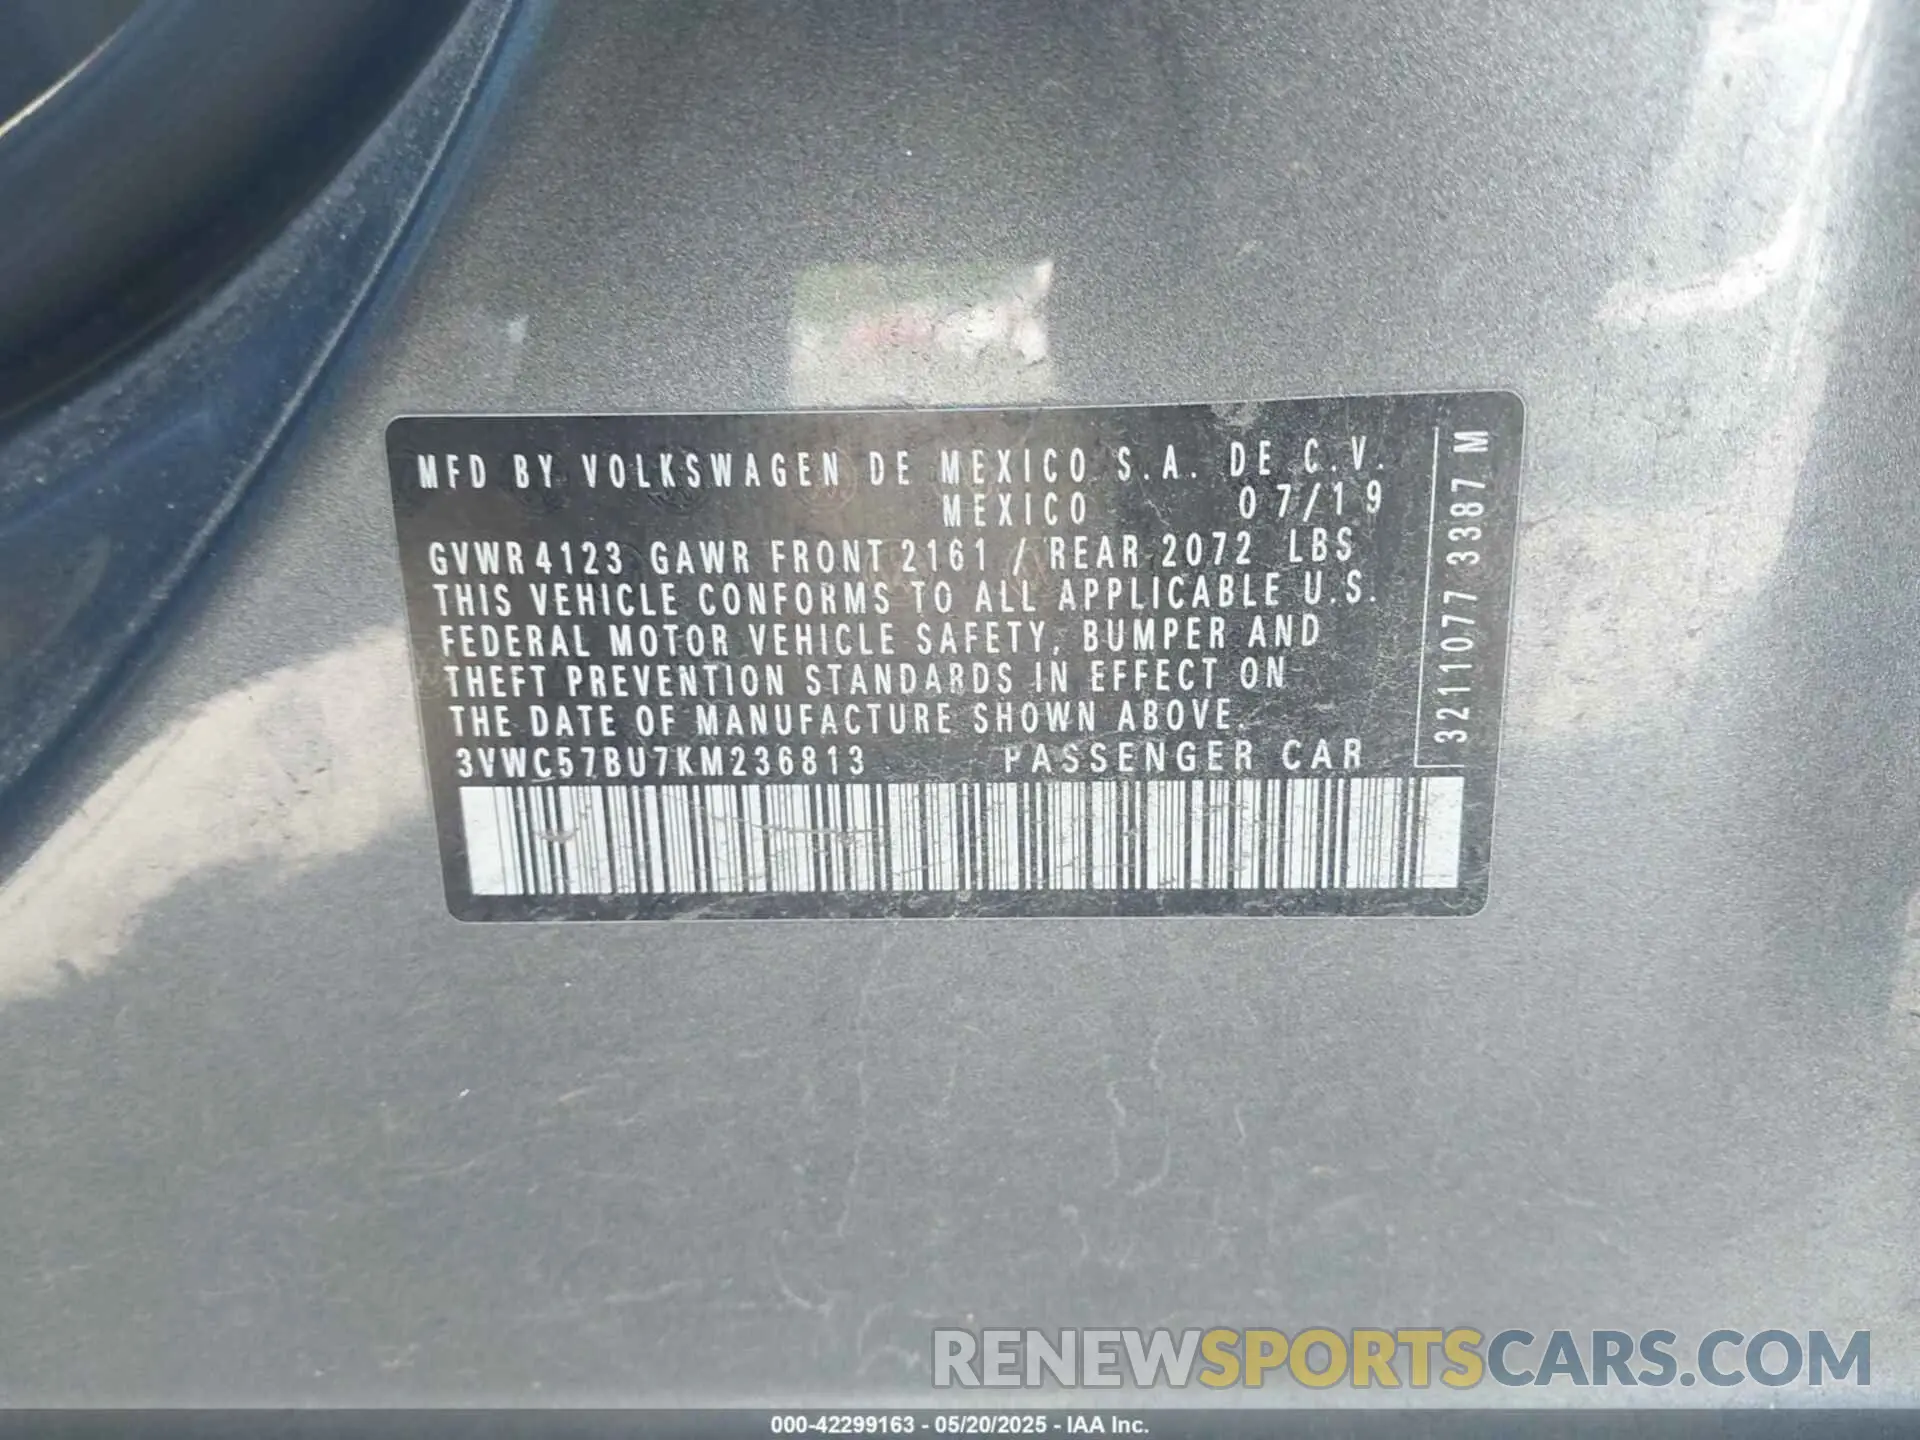 MFD BY VOLKSWAGEN DE MEXICO S.A. DE C.V.
MEXICO 07/19
GVWR 4123 GAWR FRONT 2161 / REAR 2072 LBS
THIS VEHICLE CONFORMS TO ALL APPLICABLE U.S.
FEDERAL MOTOR VEHICLE SAFETY, BUMPER AND
THEFT PREVENTION STANDARDS IN EFFECT ON
THE DATE OF MANUFACTURE SHOWN ABOVE.
3VWC57BU7KM236813 PASSENGER CAR
3211077 3387 M
RENEWSPORTSCARS.COM
000-42299163 - 05/20/2025 - IAA Inc.